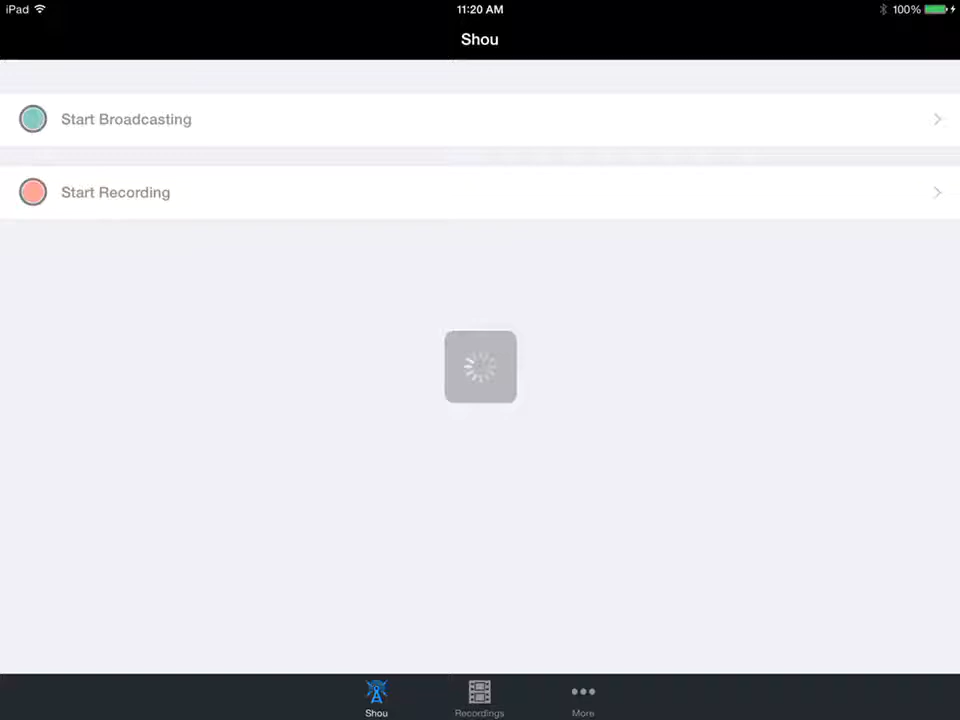 iPad
11:20 AM
100%
Shou
Start Broadcasting
Start Recording
Shou
Recordings
More